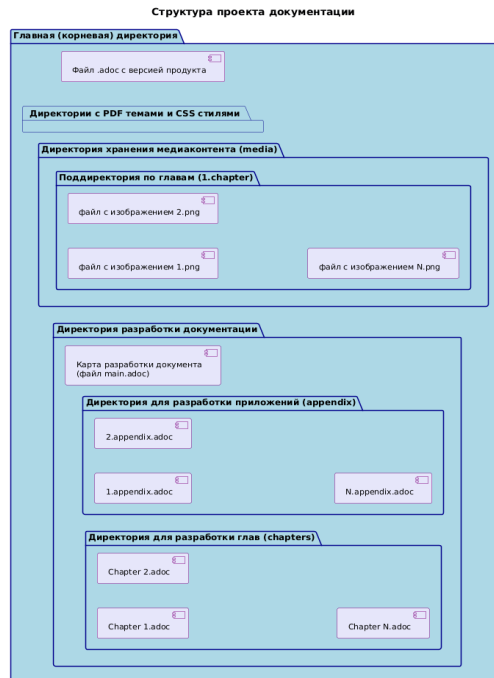 Структура проекта документации
Главная (корневая) директория
Файл .adoc с версией продукта
Директории с PDF темами и CSS стилями
Директория хранения медиаконтента (media)
Поддиректория по главам (1.chapter)
файл с изображением 2.png
файл с изображением 1.png
файл с изображением N.png
Директория разработки документации
Карта разработки документа
(файл main.adoc)
Директория для разработки приложений (appendix)
2.appendix.adoc
1.appendix.adoc
N.appendix.adoc
Директория для разработки глав (chapters)
Chapter 2.adoc
Chapter 1.adoc
Chapter N.adoc